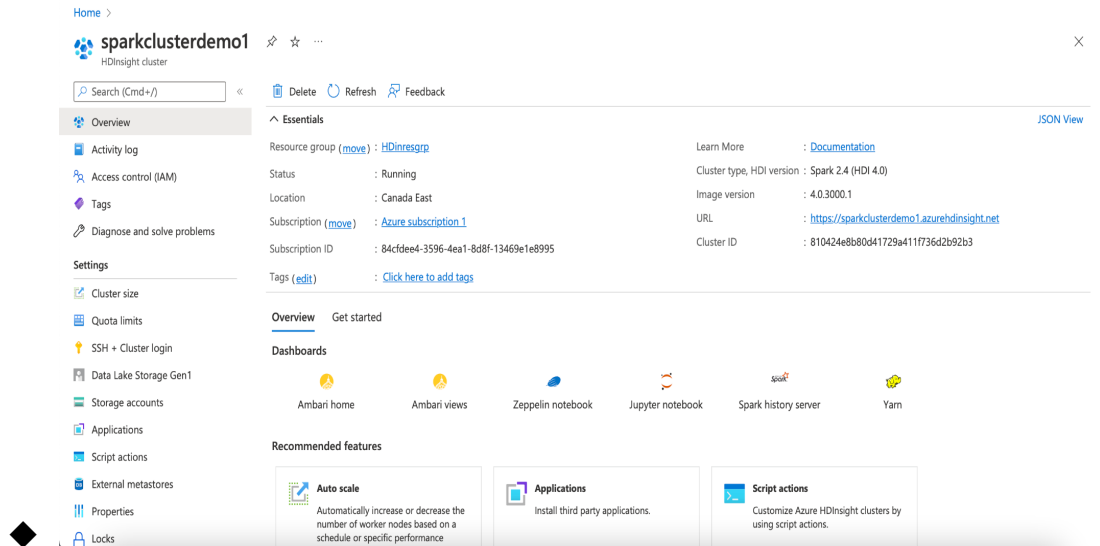 Home >
sparkclusterdemo1 ...
HDInsight cluster
Search (Cmd+/) «
Delete Refresh Feedback
Overview
Activity log
Access control (IAM)
Tags
Diagnose and solve problems
Settings
Cluster size
Quota limits
SSH + Cluster login
Data Lake Storage Gen1
Storage accounts
Applications
Script actions
External metastores
Properties
Locks
Essentials
JSON View
Resource group (move) : HDinresgrp
Status : Running
Location : Canada East
Subscription (move) : Azure subscription 1
Subscription ID : 84cfdee4-3596-4ea1-8d8f-13469e1e8995
Tags (edit) : Click here to add tags
Learn More : Documentation
Cluster type, HDI version : Spark 2.4 (HDI 4.0)
Image version : 4.0.3000.1
URL : https://sparkclusterdemo1.azurehdinsight.net
Cluster ID : 810424e8b80d41729a411f736d2b92b3
Overview Get started
Dashboards
Spark
Ambari home Ambari views Zeppelin notebook Jupyter notebook Spark history server Yarn
Recommended features
Auto scale
Automatically increase or decrease the
number of worker nodes based on a
schedule or specific performance
Applications
Install third party applications.
Script actions
Customize Azure HDInsight clusters by
using script actions.